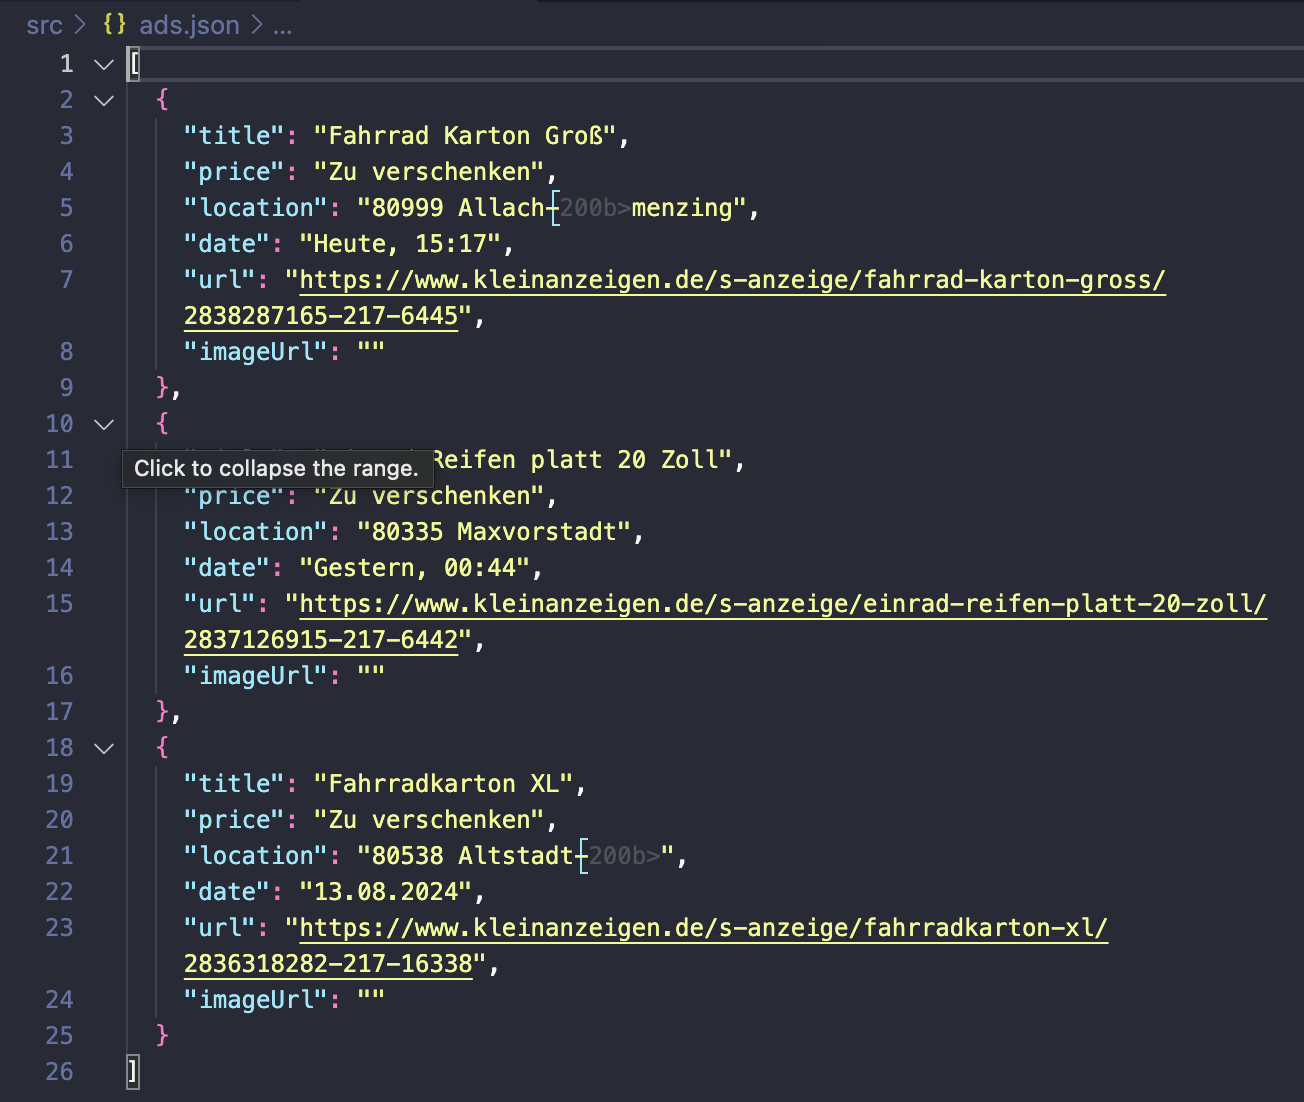 src > {} ads.json > ...
1 [
2 {
3 "title": "Fahrrad Karton Groß",
4 "price": "Zu verschenken",
5 "location": "80999 Allach-200b>menzing",
6 "date": "Heute, 15:17",
7 "url": "https://www.kleinanzeigen.de/s-anzeige/fahrrad-karton-gross/
2838287165-217-6445",
8 "imageUrl": ""
9 },
10 {
11 Reifen platt 20 Zoll",
Click to collapse the range.
12 "price": "Zu verschenken",
13 "location": "80335 Maxvorstadt",
14 "date": "Gestern, 00:44",
15 "url": "https://www.kleinanzeigen.de/s-anzeige/einrad-reifen-platt-20-zoll/
2837126915-217-6442",
16 "imageUrl": ""
17 },
18 {
19 "title": "Fahrradkarton XL",
20 "price": "Zu verschenken",
21 "location": "80538 Altstadt-200b>",
22 "date": "13.08.2024",
23 "url": "https://www.kleinanzeigen.de/s-anzeige/fahrradkarton-xl/
2836318282-217-16338",
24 "imageUrl": ""
25 }
26 ]